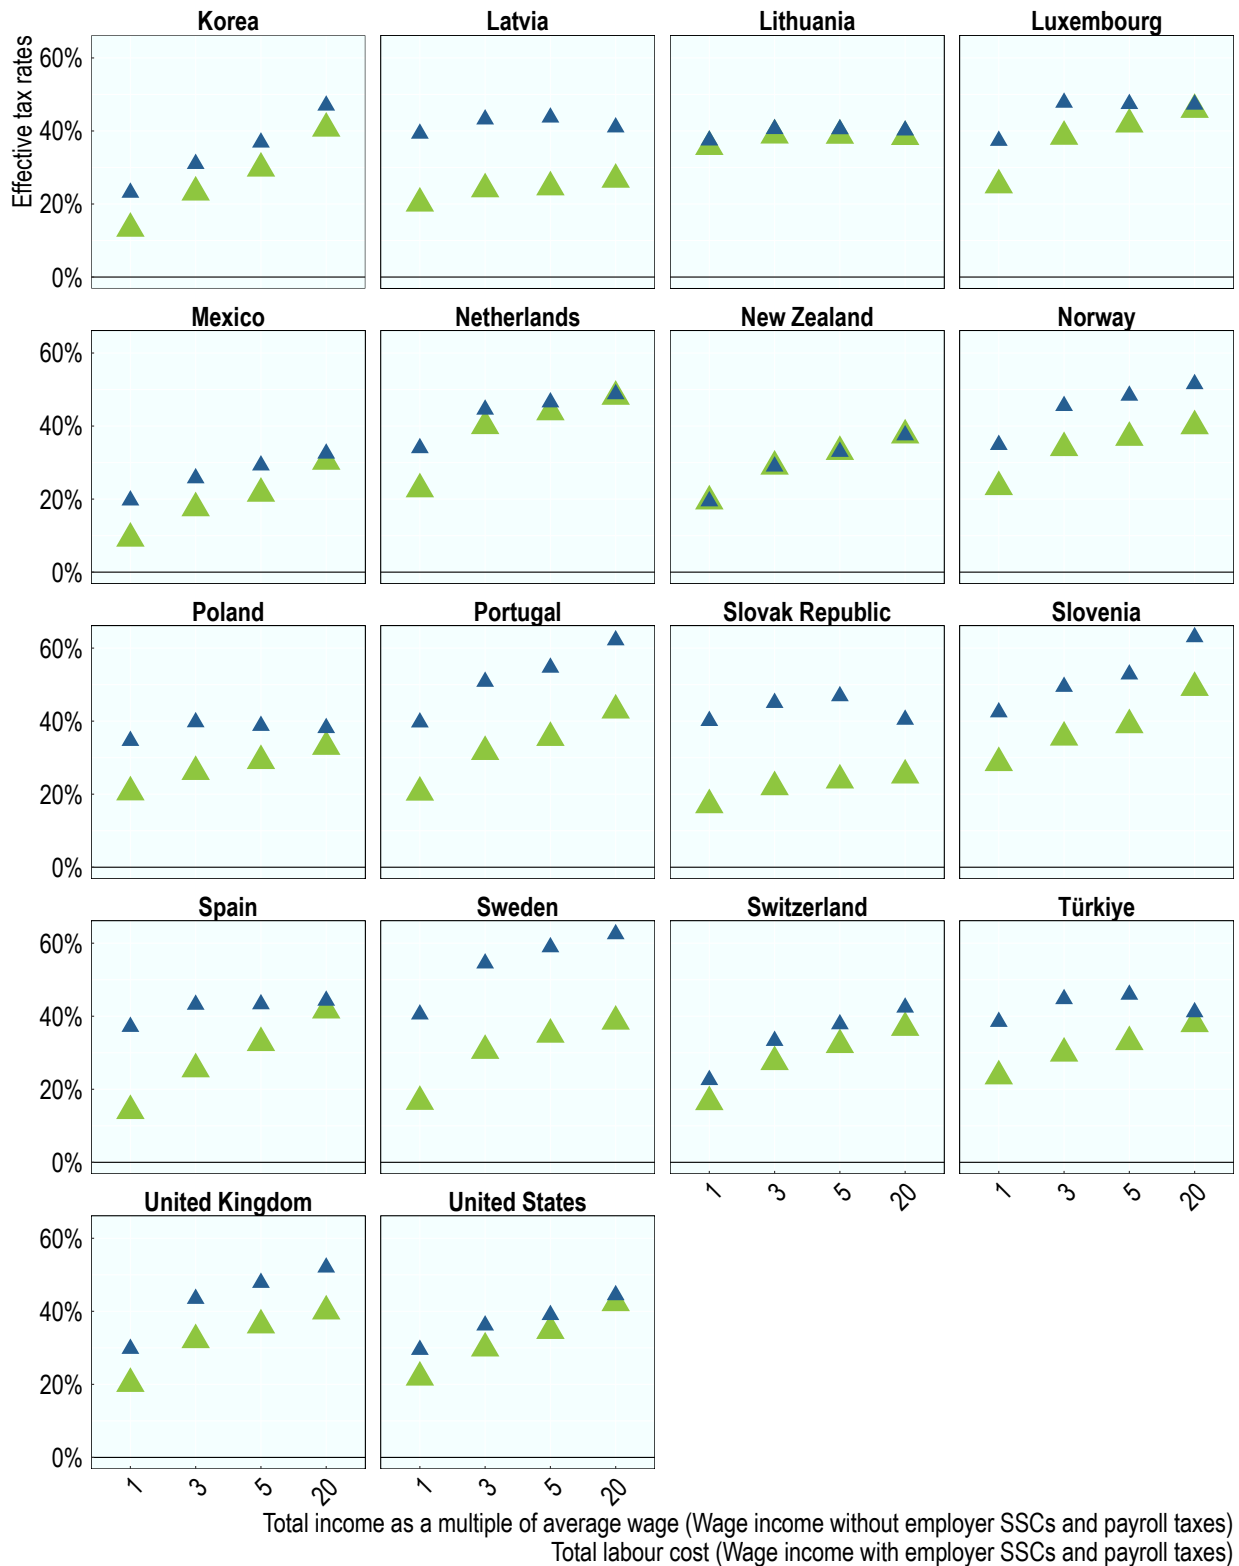 Korea
Latvia
Lithuania
Luxembourg
Effective tax rates
60%
40%
20%
0%
Mexico
Netherlands
New Zealand
Norway
60%
40%
20%
0%
Poland
Portugal
Slovak Republic
Slovenia
60%
40%
20%
0%
Spain
Sweden
Switzerland
Türkiye
60%
40%
20%
0%
1 3 5 20
1 3 5 20
United Kingdom
United States
60%
40%
20%
0%
1 3 5 20
1 3 5 20
Total income as a multiple of average wage (Wage income without employer SSCs and payroll taxes)
Total labour cost (Wage income with employer SSCs and payroll taxes)